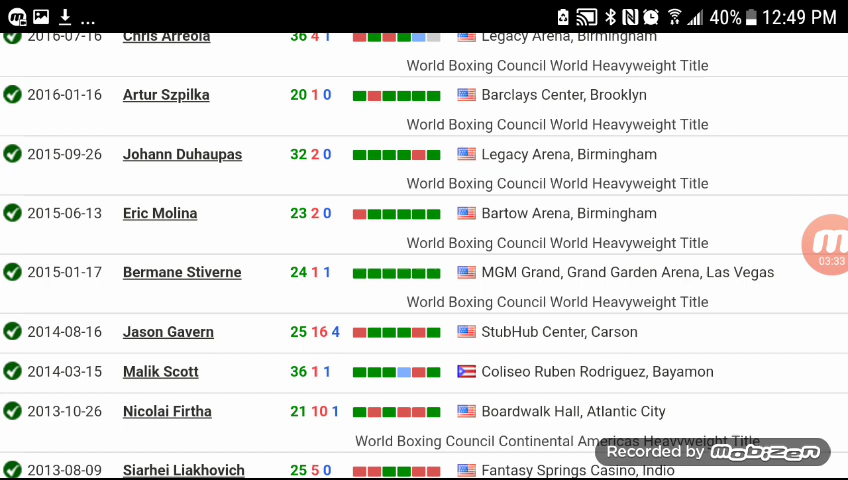 ... 40% 12:49 PM
2016-07-16 Chris Arreola 36 4 1 Legacy Arena, Birmingham
World Boxing Council World Heavyweight Title
2016-01-16 Artur Szpilka 20 1 0 Barclays Center, Brooklyn
World Boxing Council World Heavyweight Title
2015-09-26 Johann Duhaupas 32 2 0 Legacy Arena, Birmingham
World Boxing Council World Heavyweight Title
2015-06-13 Eric Molina 23 2 0 Bartow Arena, Birmingham
World Boxing Council World Heavyweight Title
03:33
2015-01-17 Bermane Stiverne 24 1 1 MGM Grand, Grand Garden Arena, Las Vegas
World Boxing Council World Heavyweight Title
2014-08-16 Jason Gavern 25 16 4 StubHub Center, Carson
2014-03-15 Malik Scott 36 1 1 Coliseo Ruben Rodriguez, Bayamon
2013-10-26 Nicolai Firtha 21 10 1 Boardwalk Hall, Atlantic City
World Boxing Council Continental Americas Heavyweight Title
Recorded by mobizen
2013-08-09 Siarhei Liakhovich 25 5 0 Fantasy Springs Casino, Indio